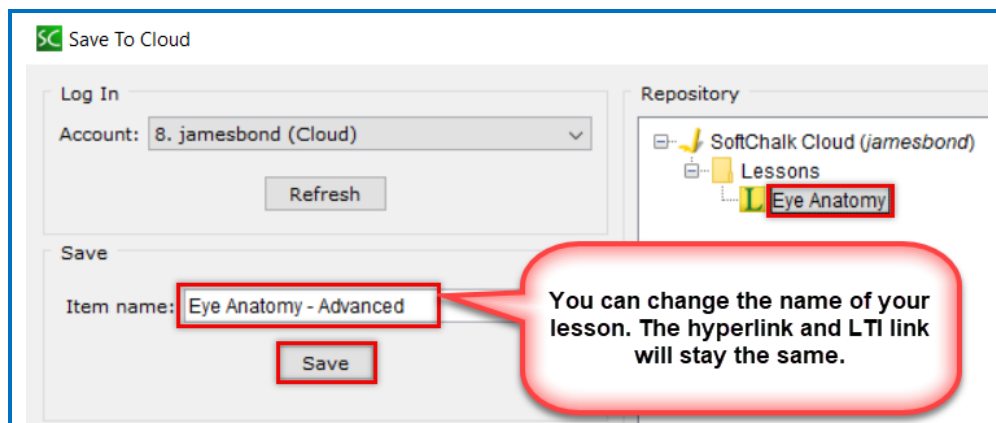 SC Save To Cloud
Log In
Account: 8. jamesbond (Cloud)
Refresh
Save
Item name: Eye Anatomy - Advanced
Save
Repository
SoftChalk Cloud (jamesbond)
Lessons
L Eye Anatomy
You can change the name of your
lesson. The hyperlink and LTI link
will stay the same.